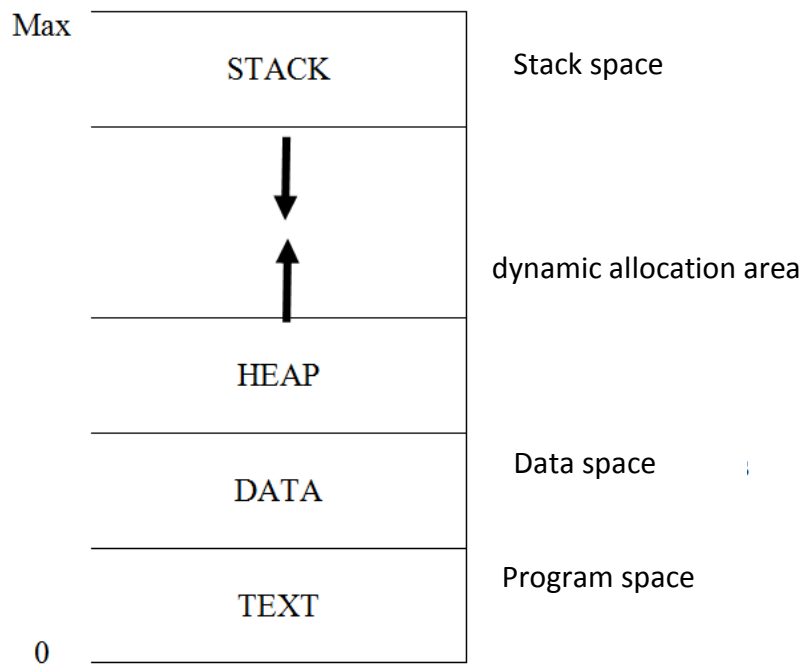 Max
STACK
Stack space
dynamic allocation area
HEAP
DATA
Data space
TEXT
Program space
0